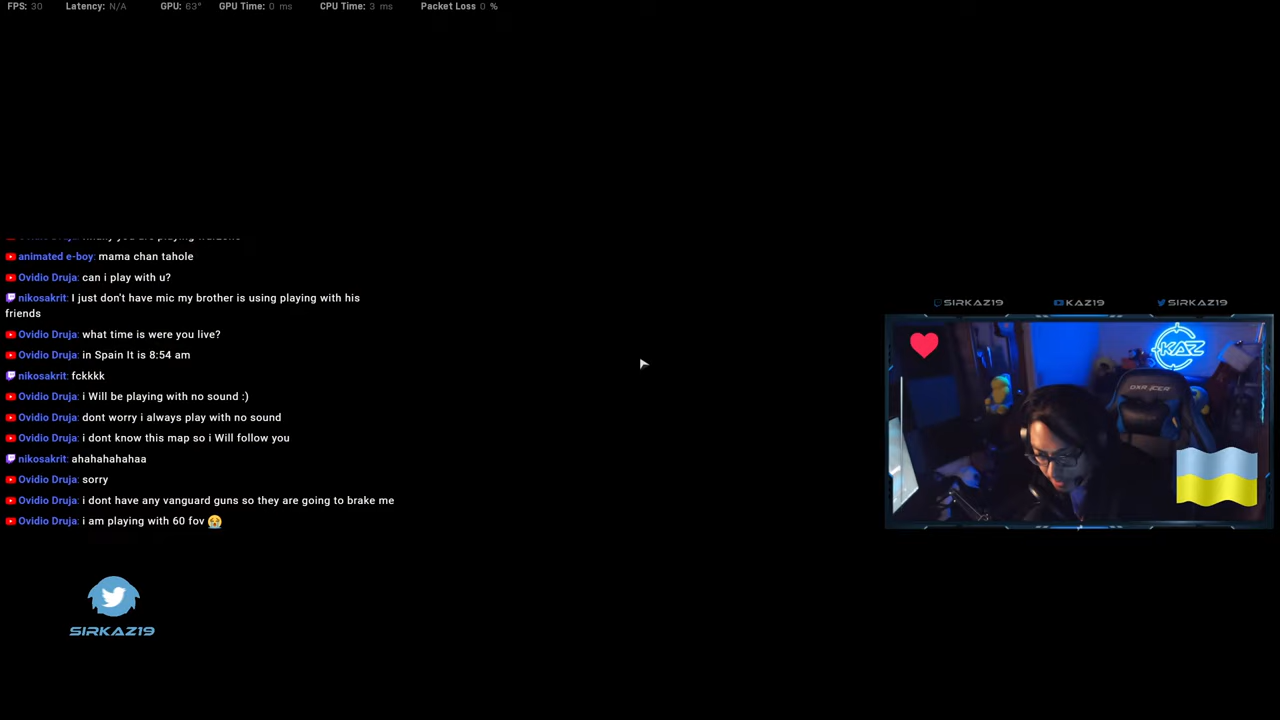 FPS: 30 Latency: N/A GPU: 63° GPU Time: 0 ms CPU Time: 3 ms Packet Loss 0 %
animated e-boy: mama chan tahole
Ovidio Druja: can i play with u?
nikosakrit: I just don't have mic my brother is using playing with his
friends
Ovidio Druja: what time is were you live?
Ovidio Druja: in Spain It is 8:54 am
nikosakrit: fckkkk
Ovidio Druja: i Will be playing with no sound :)
Ovidio Druja: dont worry i always play with no sound
Ovidio Druja: i dont know this map so i Will follow you
nikosakrit: ahahahahahaa
Ovidio Druja: sorry
Ovidio Druja: i dont have any vanguard guns so they are going to brake me
Ovidio Druja: i am playing with 60 fov 😭
SIRKAZ19 KAZ19 SIRKAZ19
KAZ
SIRKAZ19